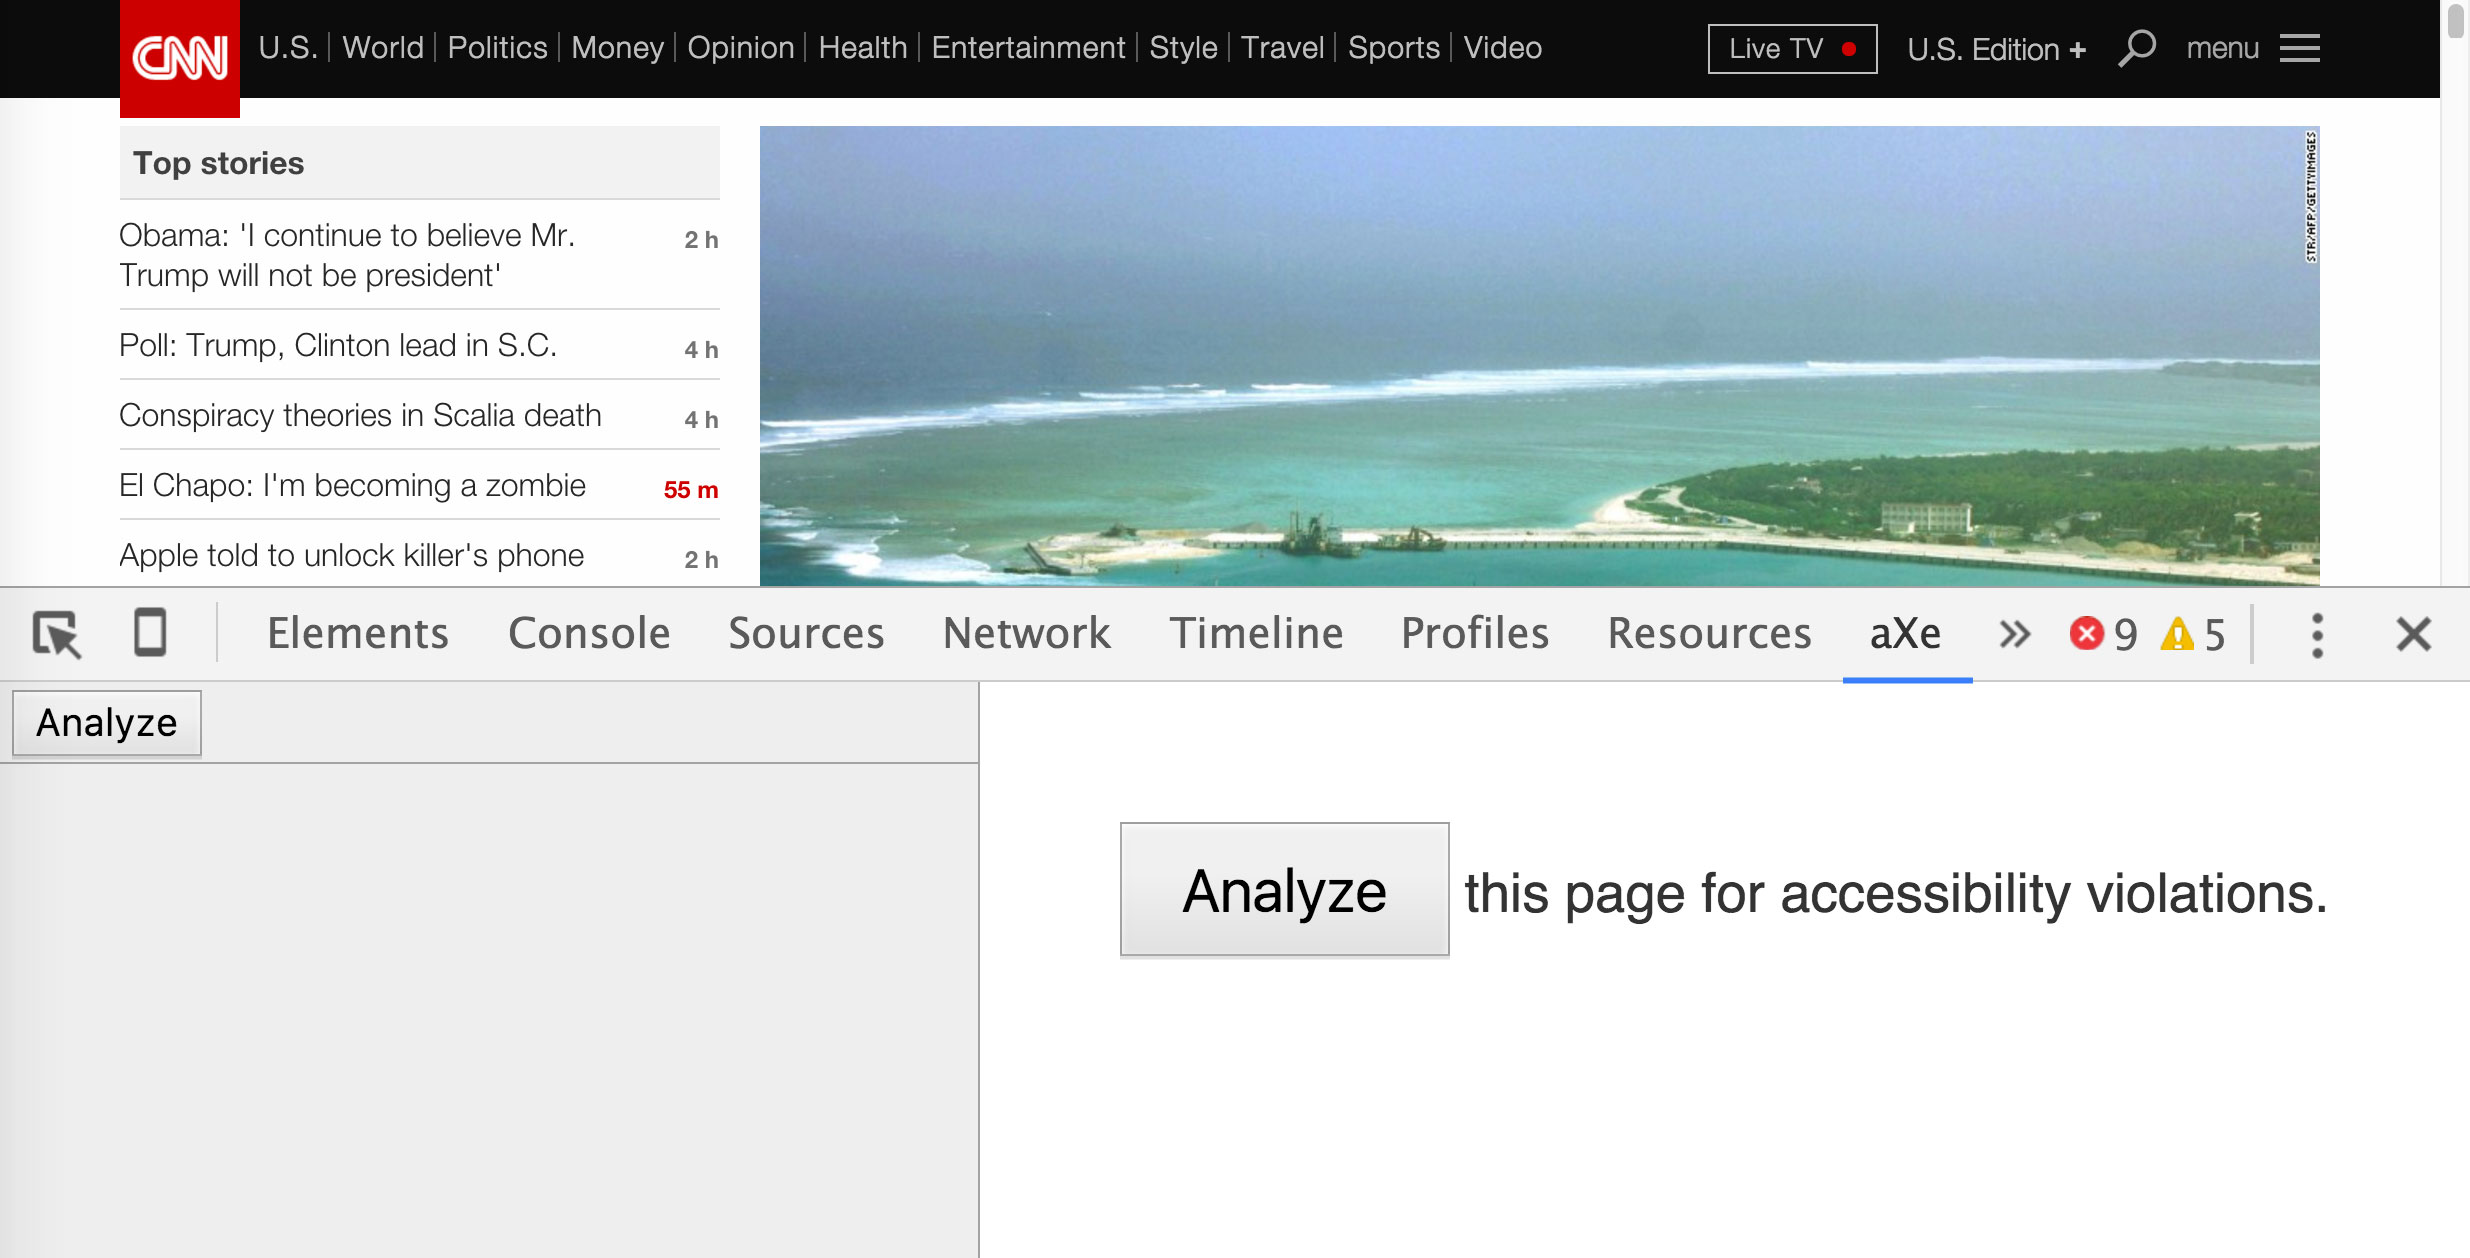 CNN U.S. World Politics Money Opinion Health Entertainment Style Travel Sports Video Live TV U.S. Edition + menu
Top stories
Obama: 'I continue to believe Mr. 2 h
Trump will not be president'
Poll: Trump, Clinton lead in S.C. 4 h
Conspiracy theories in Scalia death 4 h
El Chapo: I'm becoming a zombie 55 m
Apple told to unlock killer's phone 2 h
STR/AFP/GETTYIMAGES
Elements Console Sources Network Timeline Profiles Resources aXe 9 5
Analyze
Analyze this page for accessibility violations.